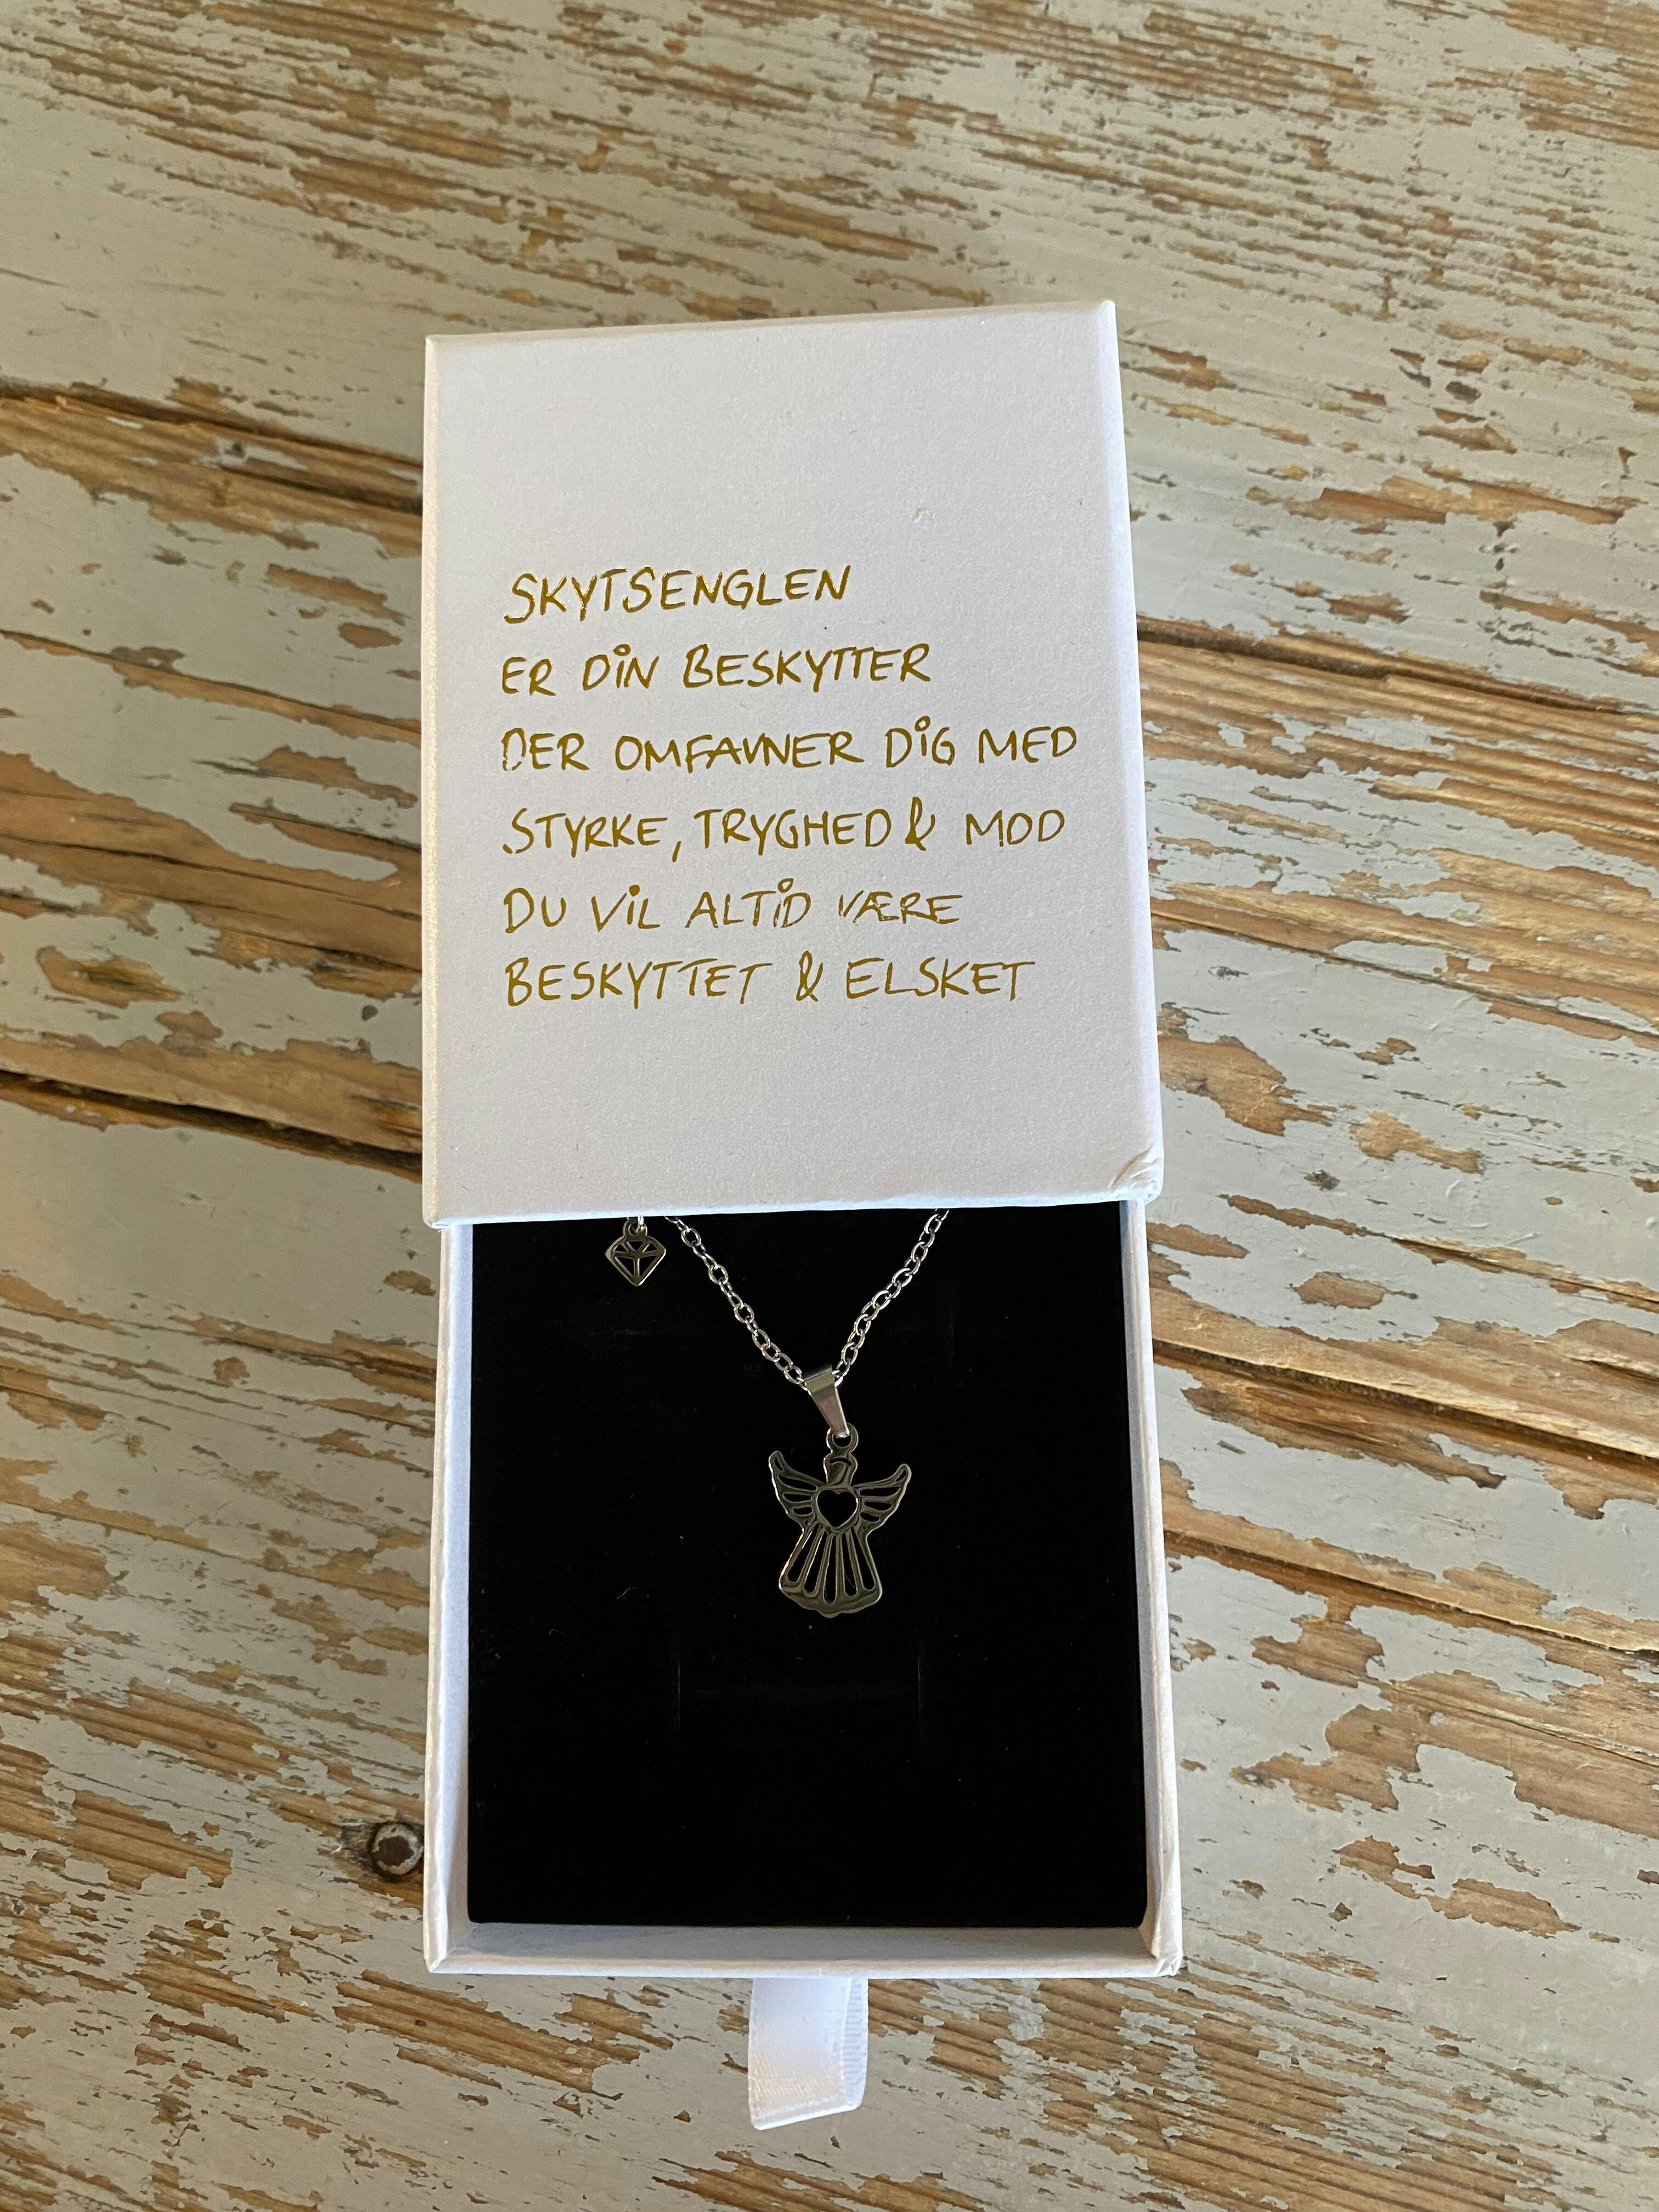 SKYTSENGLEN
ER DIN BESKYTTER
DER OMFAVNER DIG MED
STYRKE, TRYGHED & MOD
DU VIL ALTID VÆRE
BESKYTTET & ELSKET